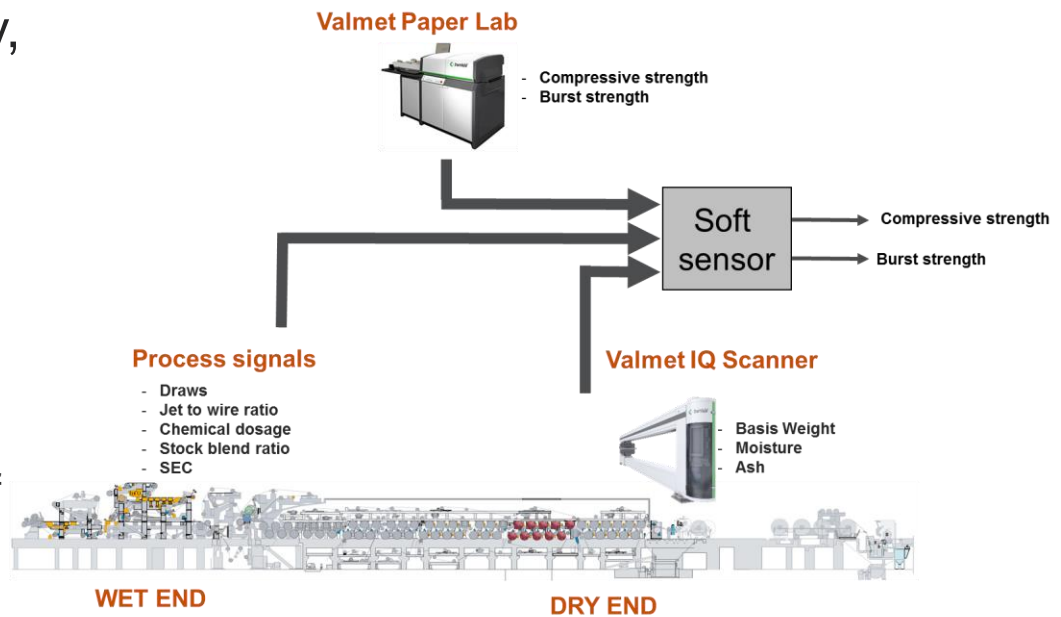 y,
Valmet Paper Lab
- Compressive strength
- Burst strength
Soft
sensor
Compressive strength
Burst strength
Process signals
- Draws
- Jet to wire ratio
- Chemical dosage
- Stock blend ratio
- SEC
Valmet IQ Scanner
- Basis Weight
- Moisture
- Ash
WET END
DRY END